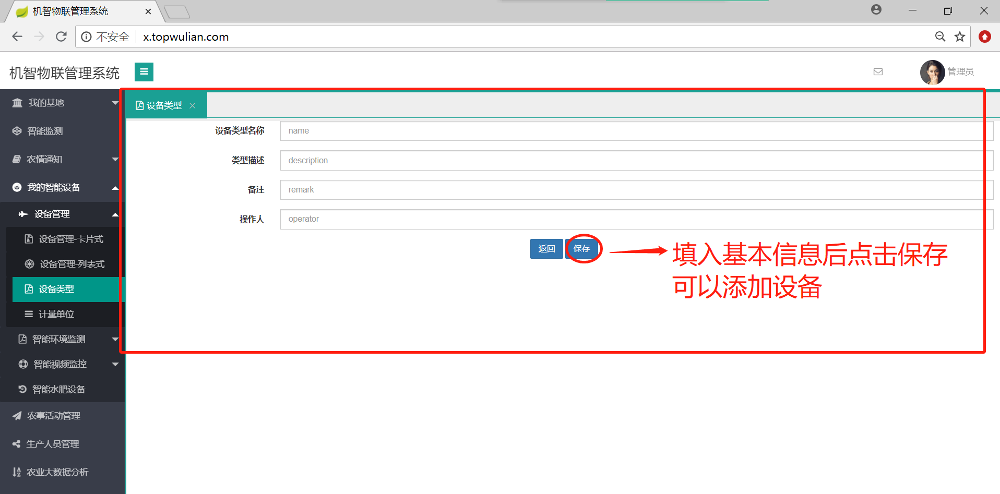 机智物联管理系统
不安全
x.topwulian.com
机智物联管理系统
管理员
我的基地
智能监测
农情通知
我的智能设备
设备管理
设备管理-卡片式
设备管理-列表式
设备类型
计量单位
智能环境监测
智能视频监控
智能水肥设备
农事活动管理
生产人员管理
农业大数据分析
设备类型
设备类型名称 name
类型描述 description
备注 remark
操作人 operator
返回 保存
填入基本信息后点击保存
可以添加设备